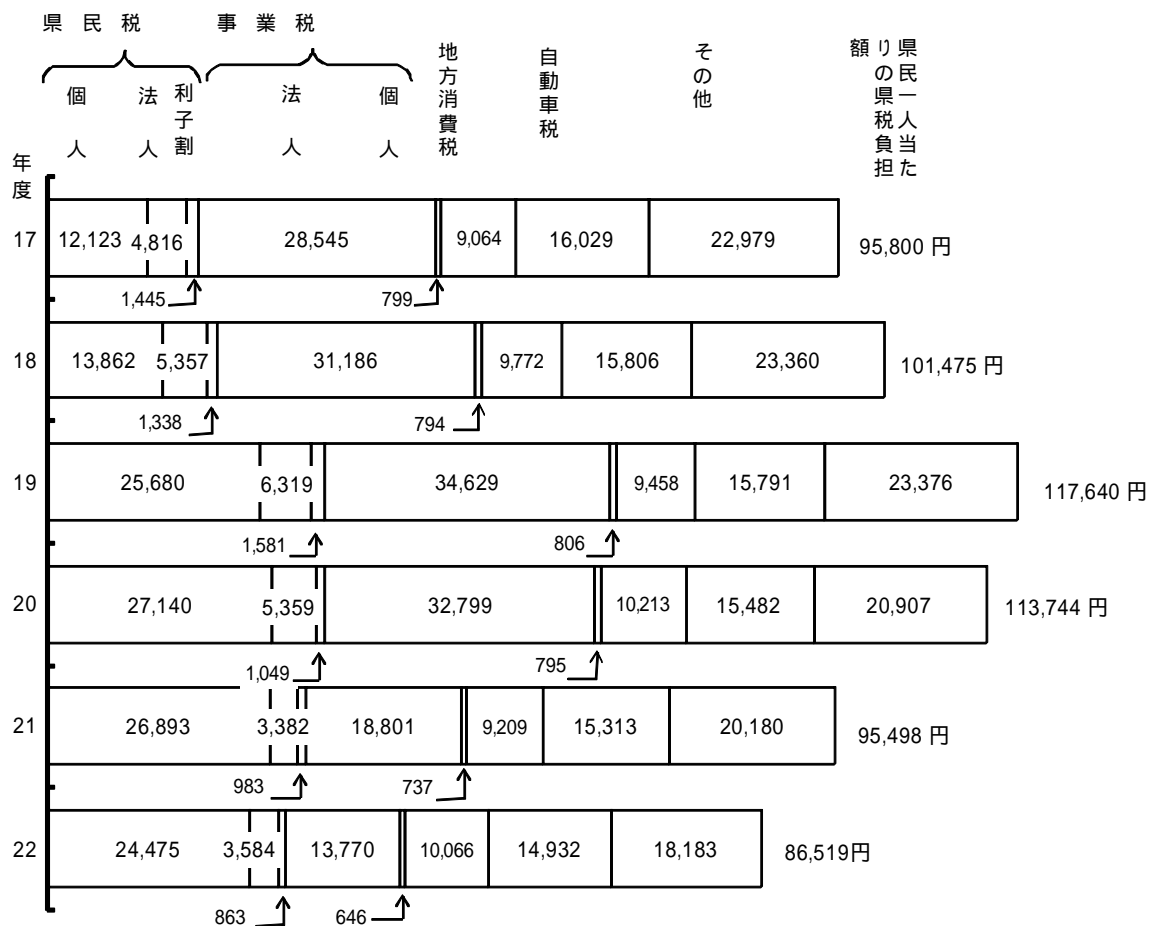 県民税 事業税
個人 法人 利子割 法人 個人 地方消費税 自動車税 その他 県民一人当たりの県税負担額
年度
17 12,123 4,816 28,545 9,064 16,029 22,979 95,800 円
1,445 799
18 13,862 5,357 31,186 9,772 15,806 23,360 101,475 円
1,338 794
19 25,680 6,319 34,629 9,458 15,791 23,376 117,640 円
1,581 806
20 27,140 5,359 32,799 10,213 15,482 20,907 113,744 円
1,049 795
21 26,893 3,382 18,801 9,209 15,313 20,180 95,498 円
983 737
22 24,475 3,584 13,770 10,066 14,932 18,183 86,519円
863 646